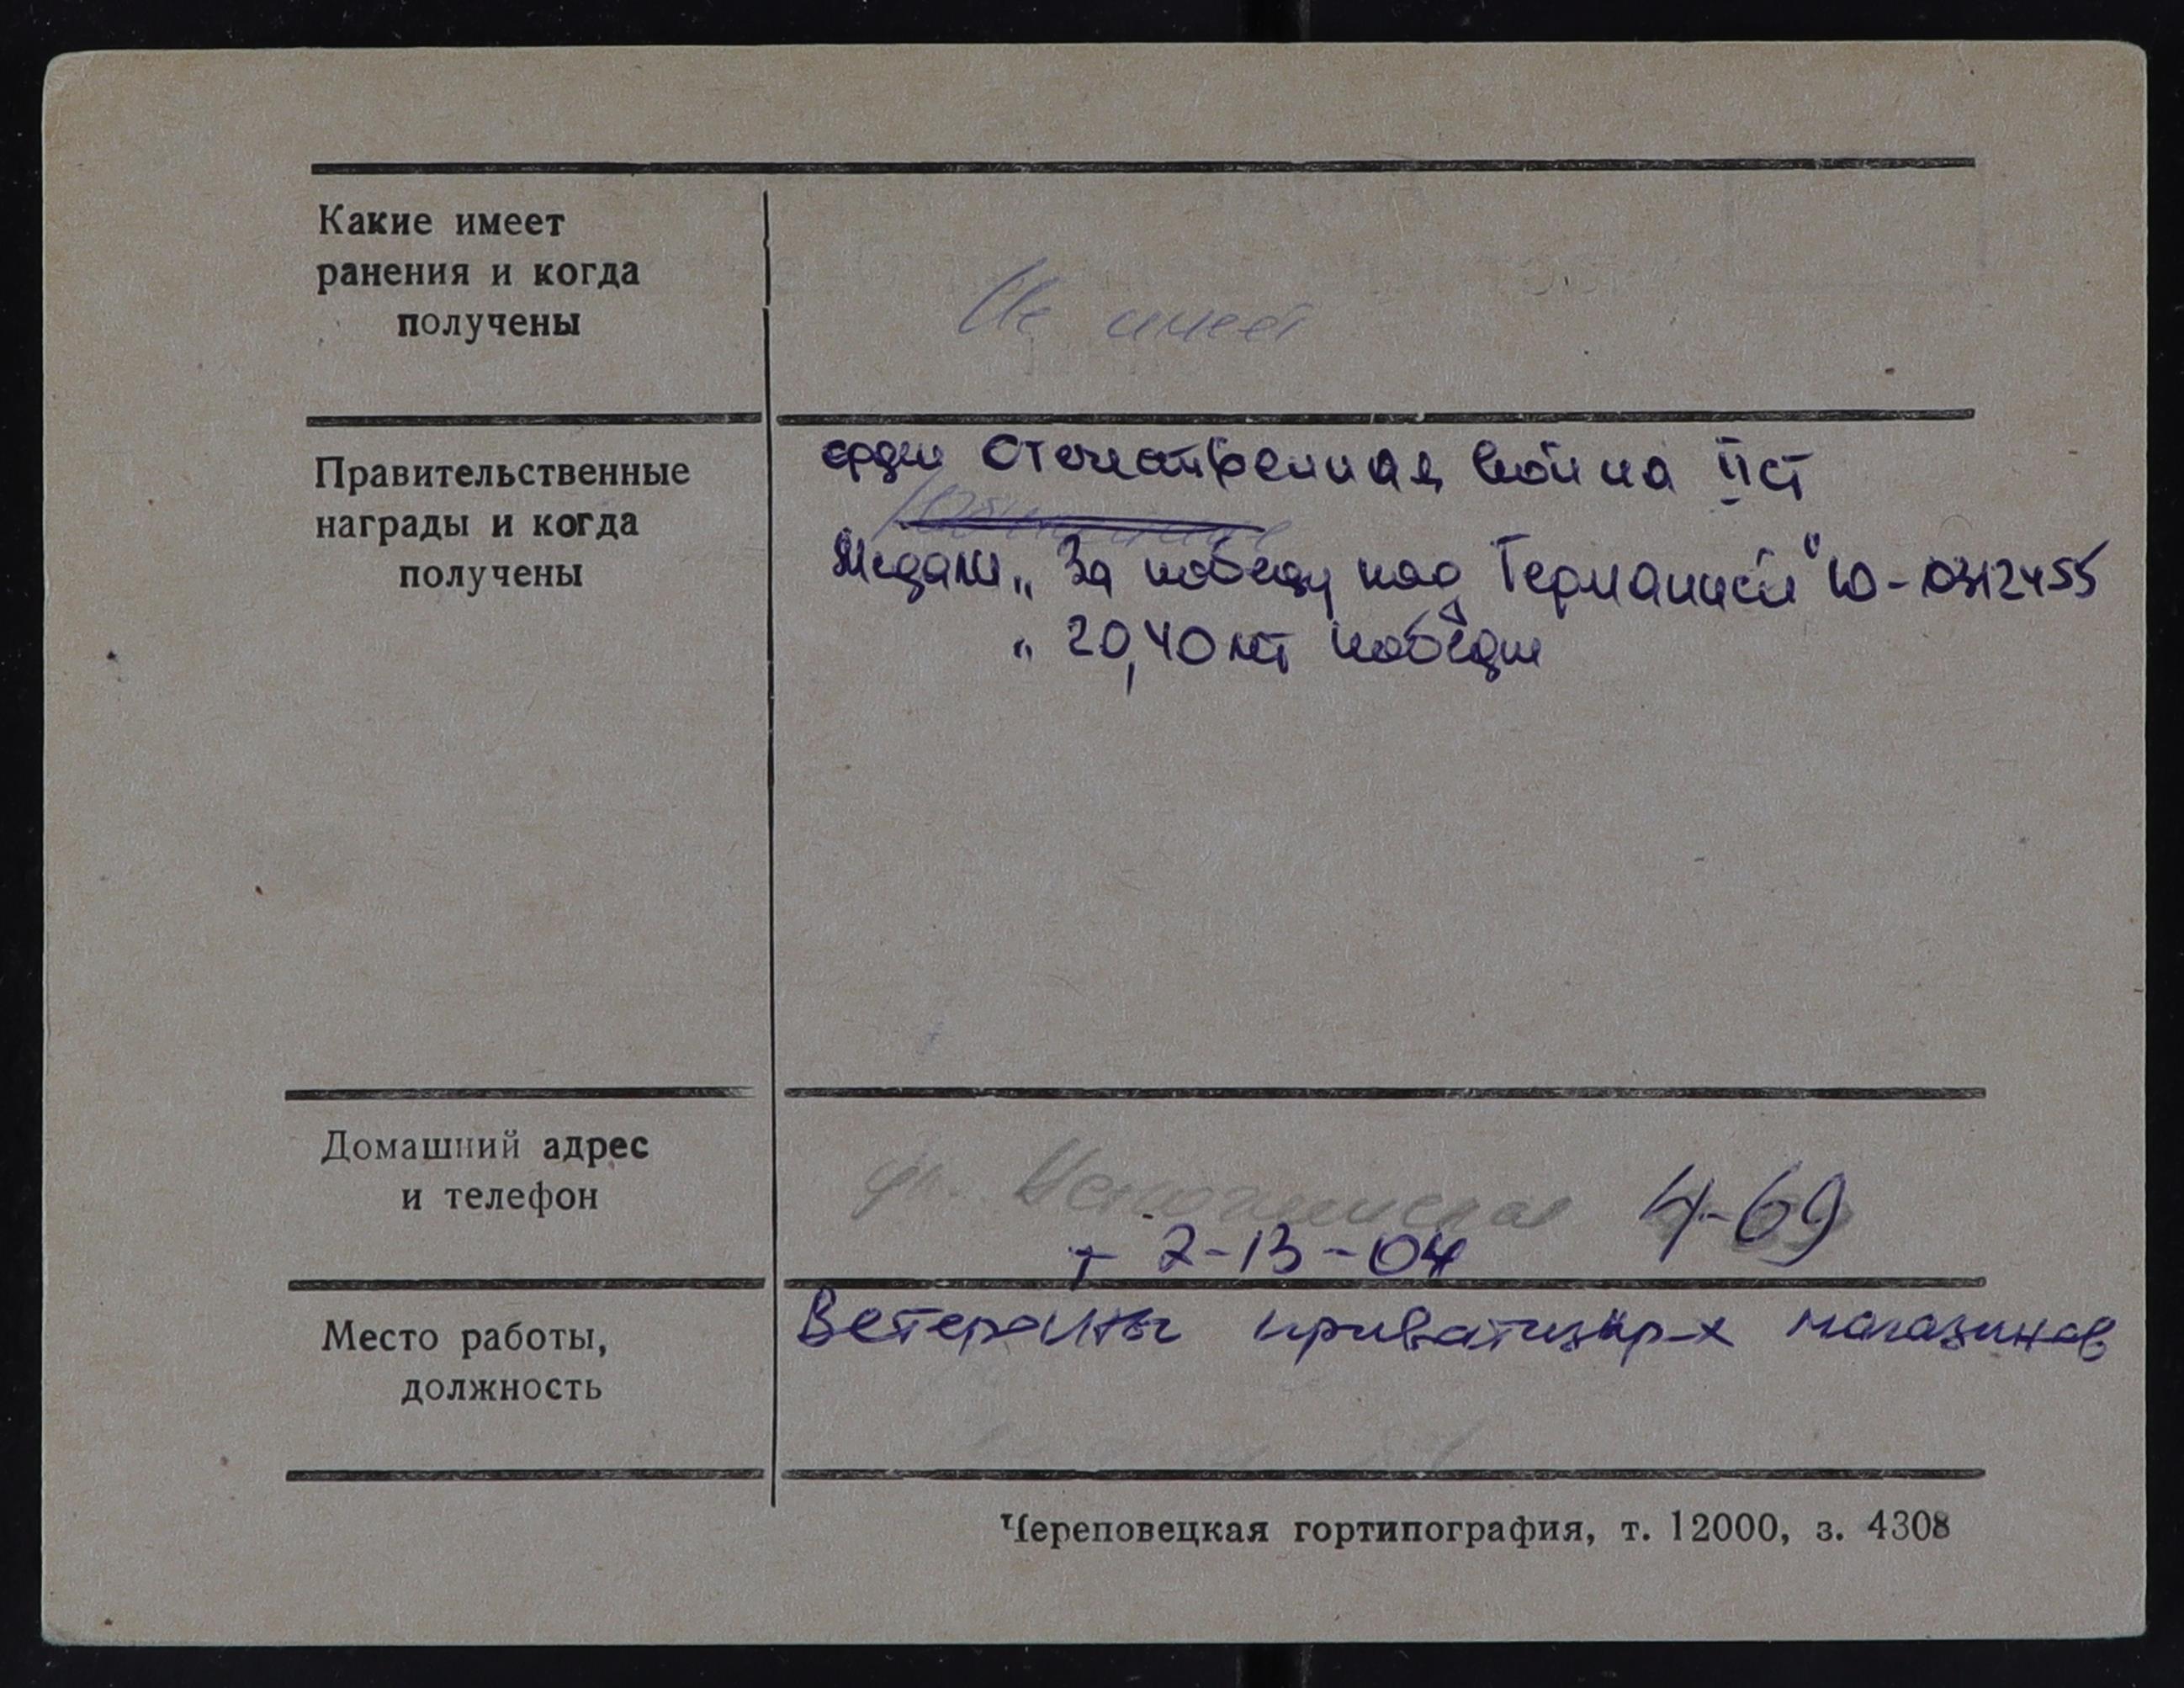 Какие имеет
ранения и когда
получены
Не имеет
Правительственные
награды и когда
получены
орден Отечественная война II ст
Медали „За победу над Германией" Ю-0312455
„ 20, 40 лет победы
Домашний адрес
и телефон
ул. 4-69
т 2-13-04
Место работы,
должность
Ветераны приватизир-х магазинов
Череповецкая гортипография, т. 12000, з. 4308